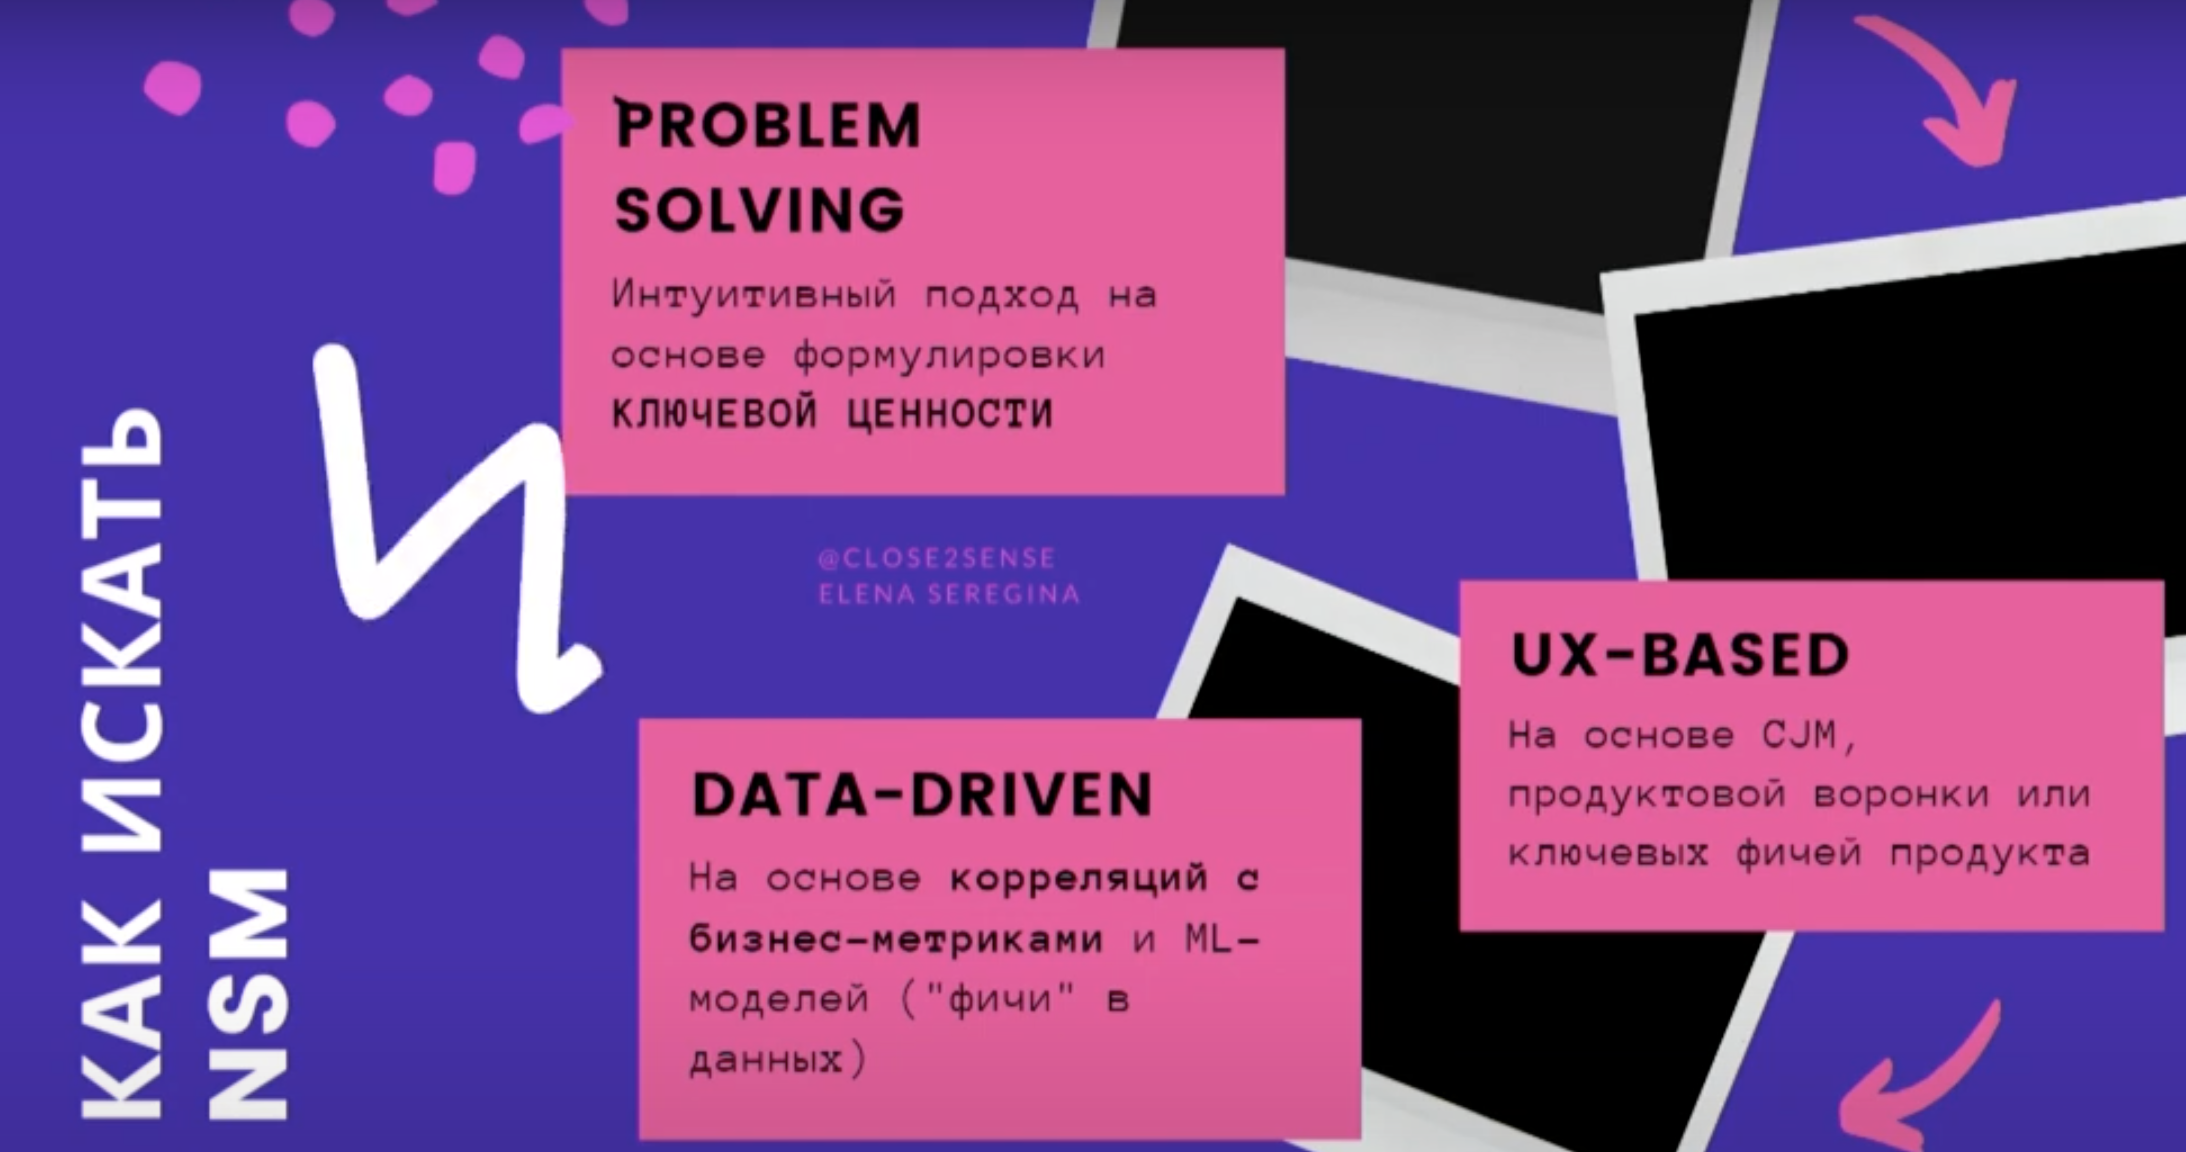 КАК ИСКАТЬ
NSM
PROBLEM
SOLVING
Интуитивный подход на
основе формулировки
КЛЮЧЕВОЙ ЦЕННОСТИ
@CLOSE2SENSE
ELENA SEREGINA
UX-BASED
На основе CJM,
продуктовой воронки или
ключевых фичей продукта
DATA-DRIVEN
На основе корреляций с
бизнес-метриками и ML-
моделей ("фичи" в
данных)